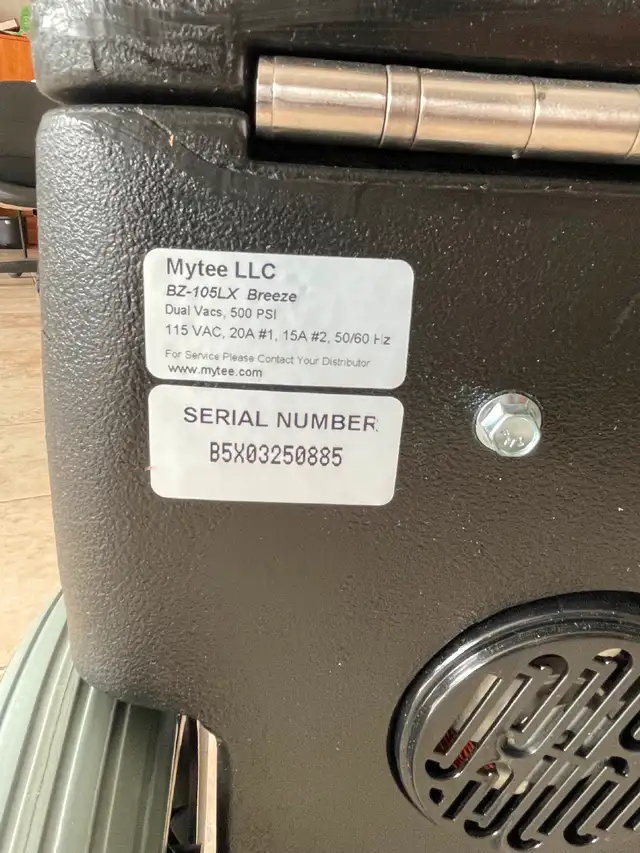 Mytee LLC
BZ-105LX Breeze
Dual Vacs, 500 PSI
115 VAC, 20A #1, 15A #2, 50/60 Hz
For Service Please Contact Your Distributor
www.mytee.com
SERIAL NUMBER
B5X03250885